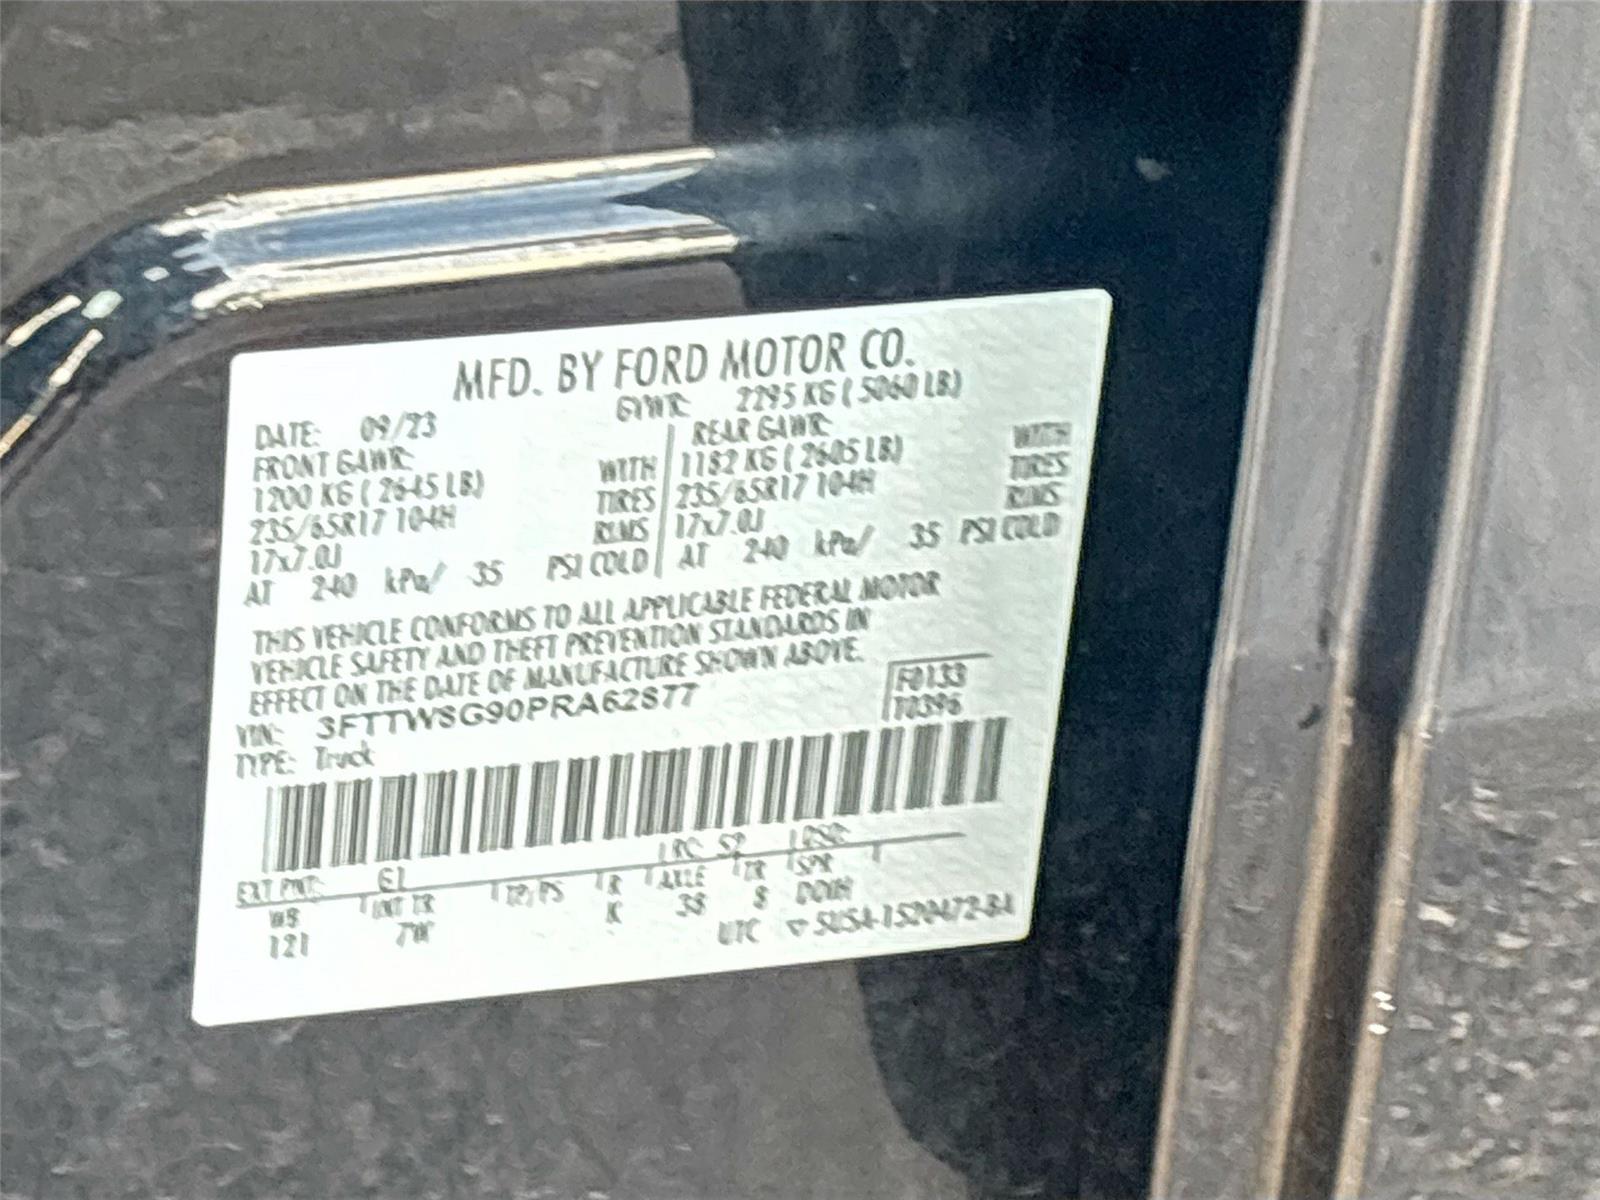 MFD. BY FORD MOTOR CO.
DATE: 09/23 GVWR: 2295 KG ( 5060 LB)
FRONT GAWR: REAR GAWR:
1200 KG ( 2645 LB) WITH 1182 KG ( 2605 LB) WITH
235/65R17 104H TIRES 235/65R17 104H TIRES
17x7.0J RIMS 17x7.0J RIMS
AT 240 kPa/ 35 PSI COLD AT 240 kPa/ 35 PSI COLD
THIS VEHICLE CONFORMS TO ALL APPLICABLE FEDERAL MOTOR
VEHICLE SAFETY AND THEFT PREVENTION STANDARDS IN
EFFECT ON THE DATE OF MANUFACTURE SHOWN ABOVE.
VIN: F0133
TYPE: Truck T0396
EXT PNT: RC: DSO:
WB INT TR TP/PS R AXLE TR SPR
121 K 38 8
UTC